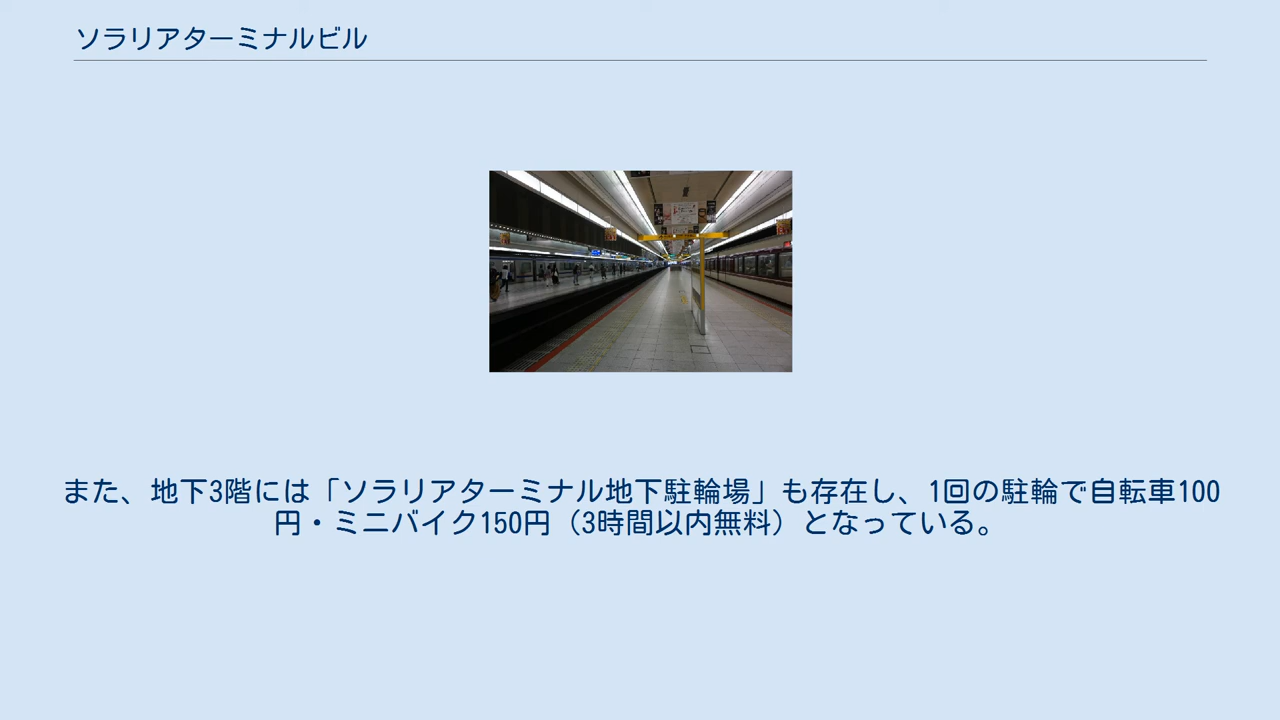 ソラリアターミナルビル
また、地下3階には「ソラリアターミナル地下駐輪場」も存在し、1回の駐輪で自転車100
円・ミニバイク150円（3時間以内無料）となっている。